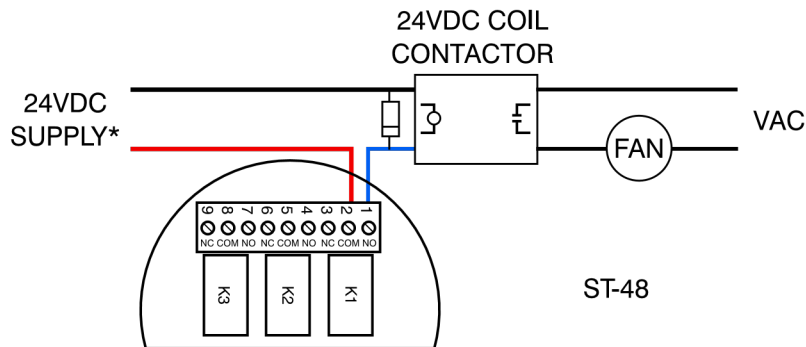 24VDC COIL
CONTACTOR
24VDC
SUPPLY*
VAC
FAN
9 8 7 6 5 4 3 2 1
NC COM NO NC COM NO NC COM NO
K3 K2 K1
ST-48